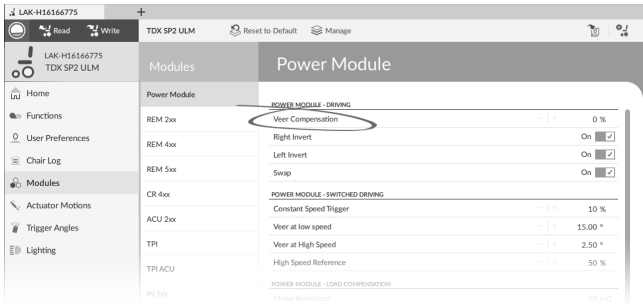 LAK-H16166775
+
Read Write TDX SP2 ULM Reset to Default Manage
LAK-H16166775
TDX SP2 ULM
Modules
Power Module
Home
Functions
User Preferences
Chair Log
Modules
Actuator Motions
Trigger Angles
Lighting
Power Module
REM 2xx
REM 4xx
REM 5xx
CR 4xx
ACU 2xx
TPI
TPI ACU
IN 5xx
POWER MODULE - DRIVING
Veer Compensation − + 0 %
Right Invert On ✓
Left Invert On ✓
Swap On ✓
POWER MODULE - SWITCHED DRIVING
Constant Speed Trigger − + 10 %
Veer at low speed − + 15.00 °
Veer at High Speed − + 2.50 °
High Speed Reference − + 50 %
POWER MODULE - LOAD COMPENSATION
Motor Resistance